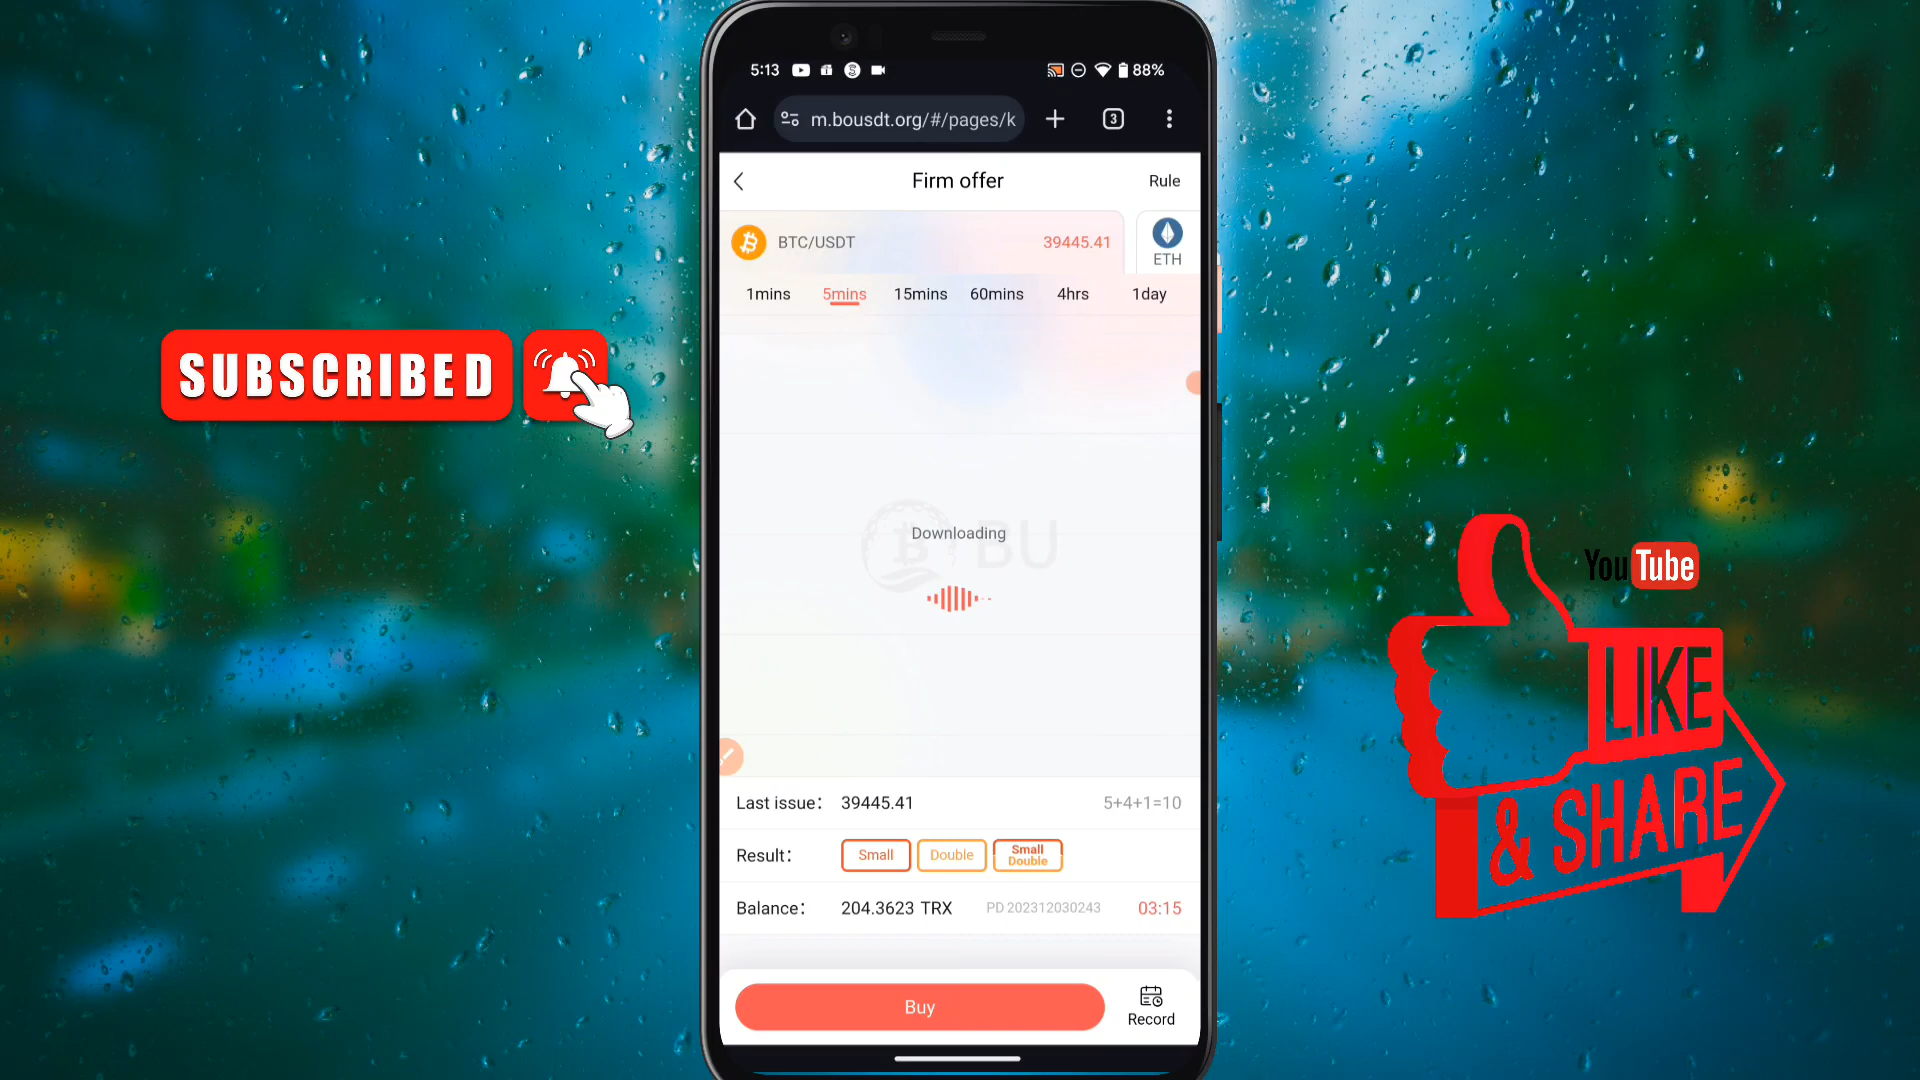 5:13
88%
m.bousdt.org/#/pages/k
3
Firm offer
Rule
BTC/USDT
39445.41
ETH
1mins
5mins
15mins
60mins
4hrs
1day
SUBSCRIBED
Downloading
BU
YouTube
LIKE
& SHARE
Last issue:
39445.41
5+4+1=10
Result:
Small
Double
Small
Double
Balance:
204.3623 TRX
PD202312030243
03:15
Buy
Record